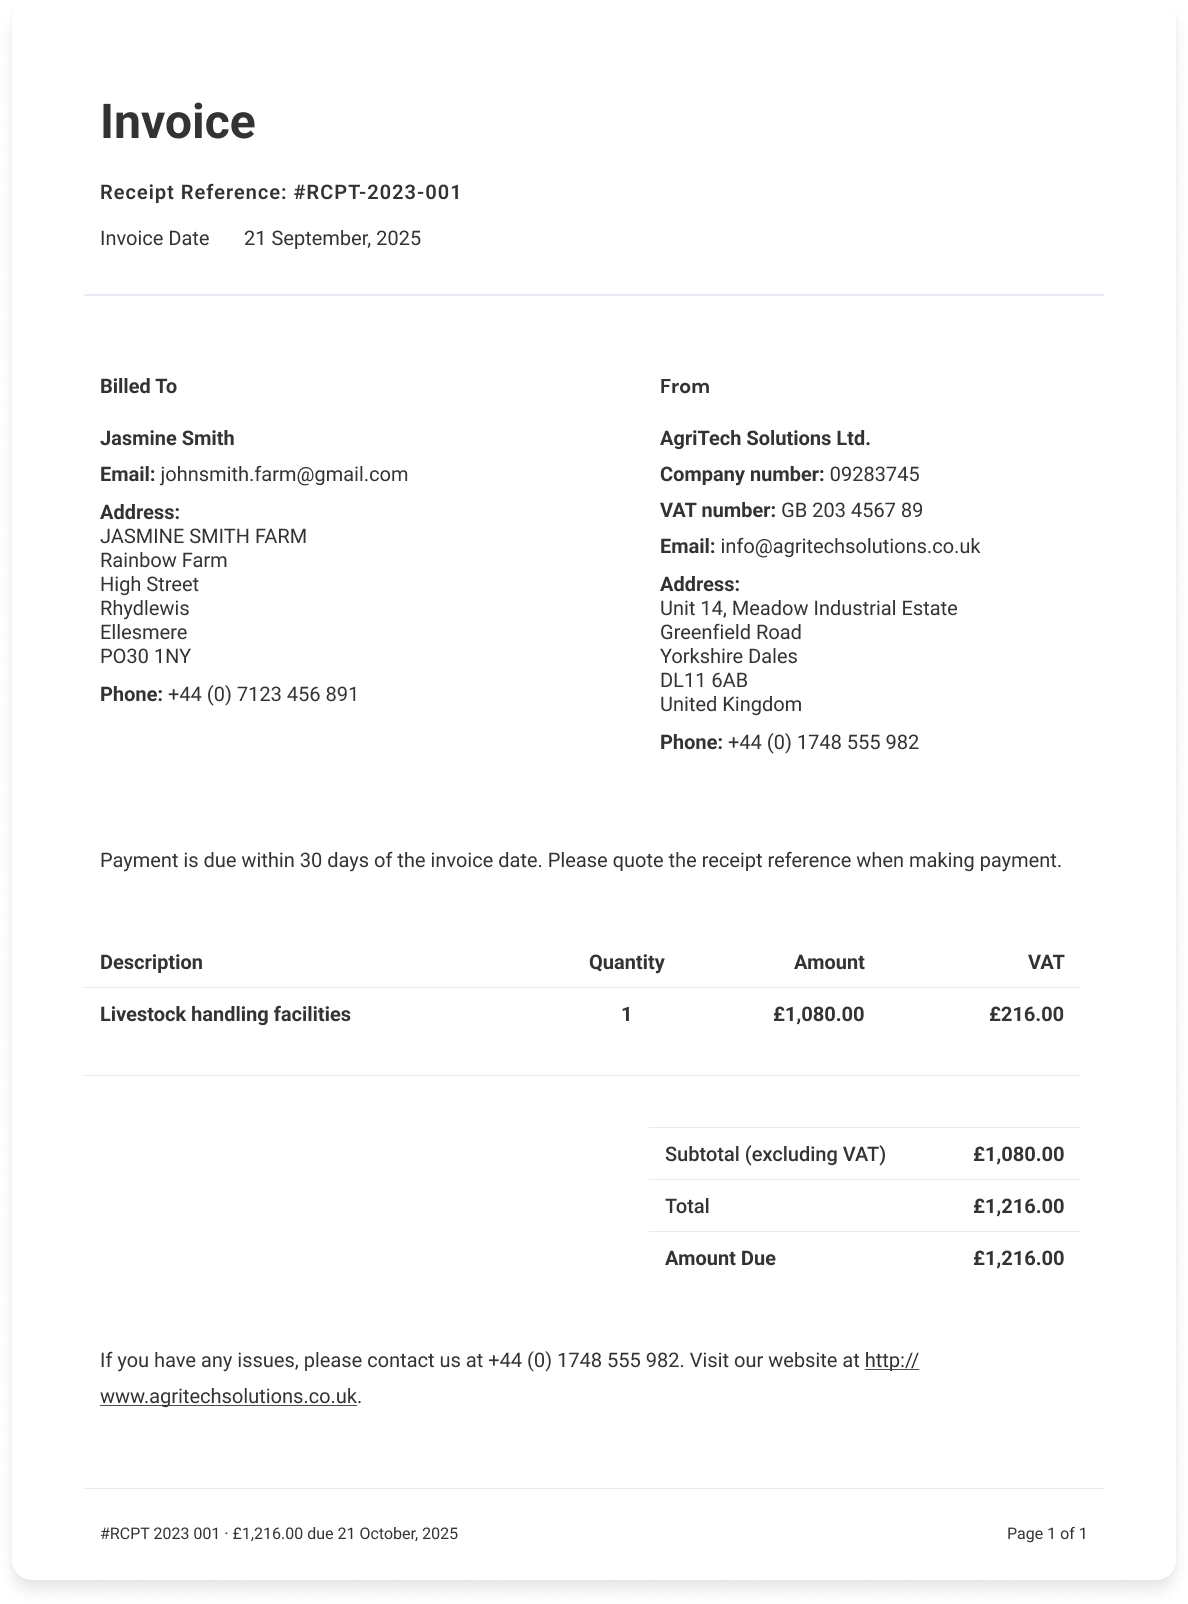 Invoice
Receipt Reference: #RCPT-2023-001
Invoice Date 21 September, 2025
Billed To
Jasmine Smith
Email: johnsmith.farm@gmail.com
Address:
JASMINE SMITH FARM
Rainbow Farm
High Street
Rhydlewis
Ellesmere
PO30 1NY
Phone: +44 (0) 7123 456 891
From
AgriTech Solutions Ltd.
Company number: 09283745
VAT number: GB 203 4567 89
Email: info@agritechsolutions.co.uk
Address:
Unit 14, Meadow Industrial Estate
Greenfield Road
Yorkshire Dales
DL11 6AB
United Kingdom
Phone: +44 (0) 1748 555 982
Payment is due within 30 days of the invoice date. Please quote the receipt reference when making payment.
Description Quantity Amount VAT
Livestock handling facilities 1 £1,080.00 £216.00
Subtotal (excluding VAT) £1,080.00
Total £1,216.00
Amount Due £1,216.00
If you have any issues, please contact us at +44 (0) 1748 555 982. Visit our website at http://
www.agritechsolutions.co.uk.
#RCPT 2023 001 · £1,216.00 due 21 October, 2025 Page 1 of 1